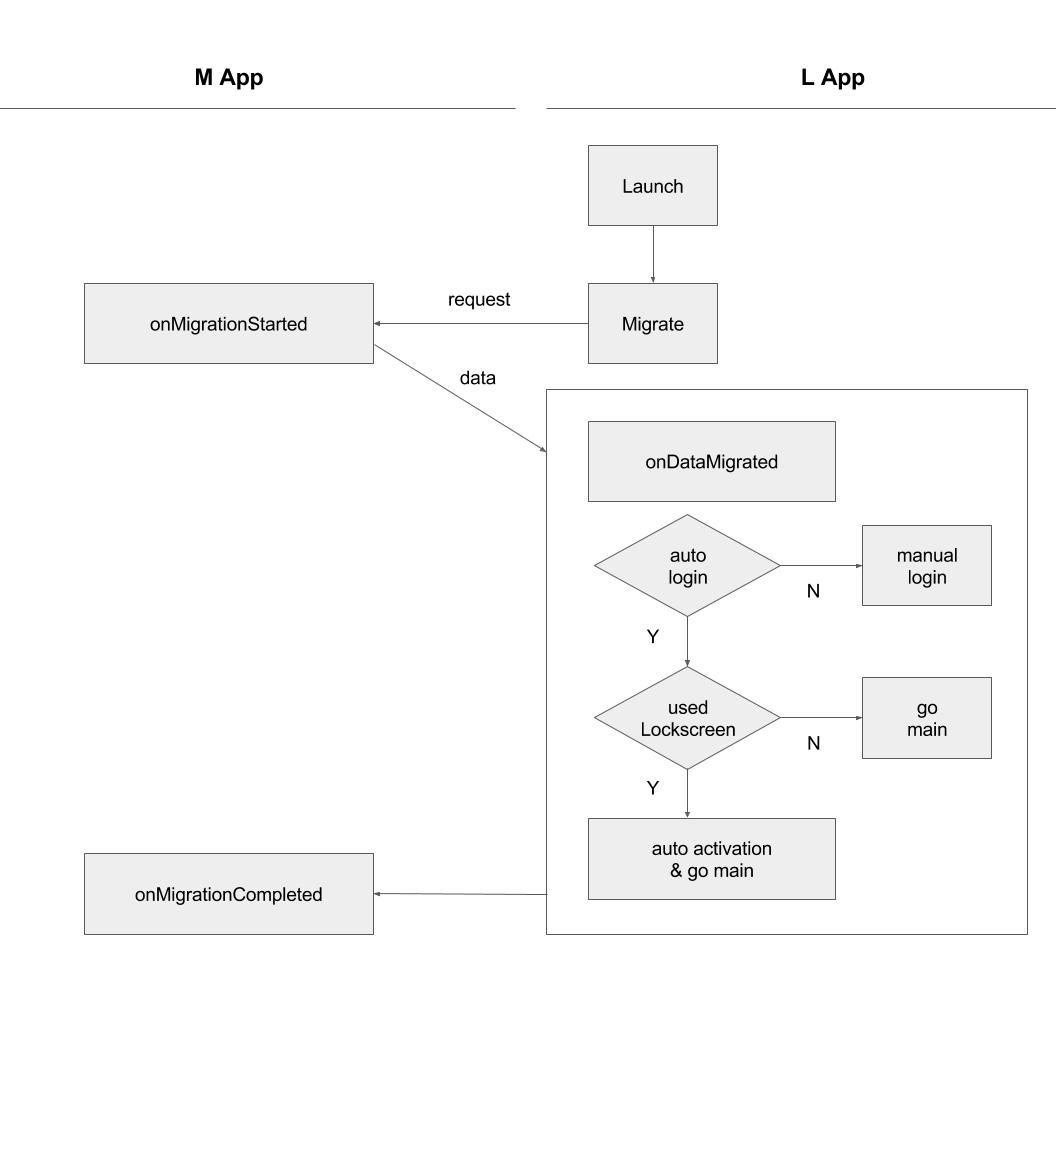 M App
L App
Launch
request
onMigrationStarted
Migrate
data
onDataMigrated
auto
login
manual
login
N
Y
used
Lockscreen
go
main
N
Y
auto activation
& go main
onMigrationCompleted